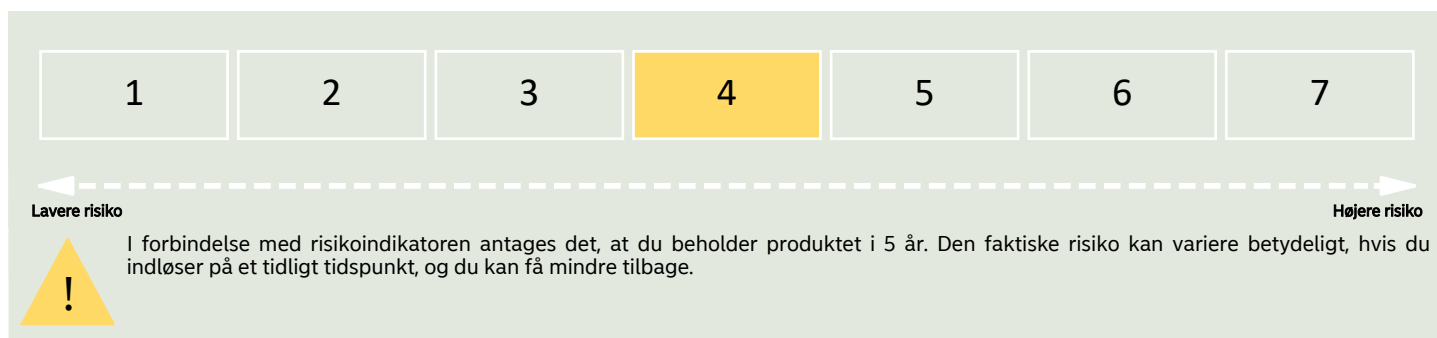 1 2 3 4 5 6 7
Lavere risiko Højere risiko
I forbindelse med risikoindikatoren antages det, at du beholder produktet i 5 år. Den faktiske risiko kan variere betydeligt, hvis du
indløser på et tidligt tidspunkt, og du kan få mindre tilbage.
!